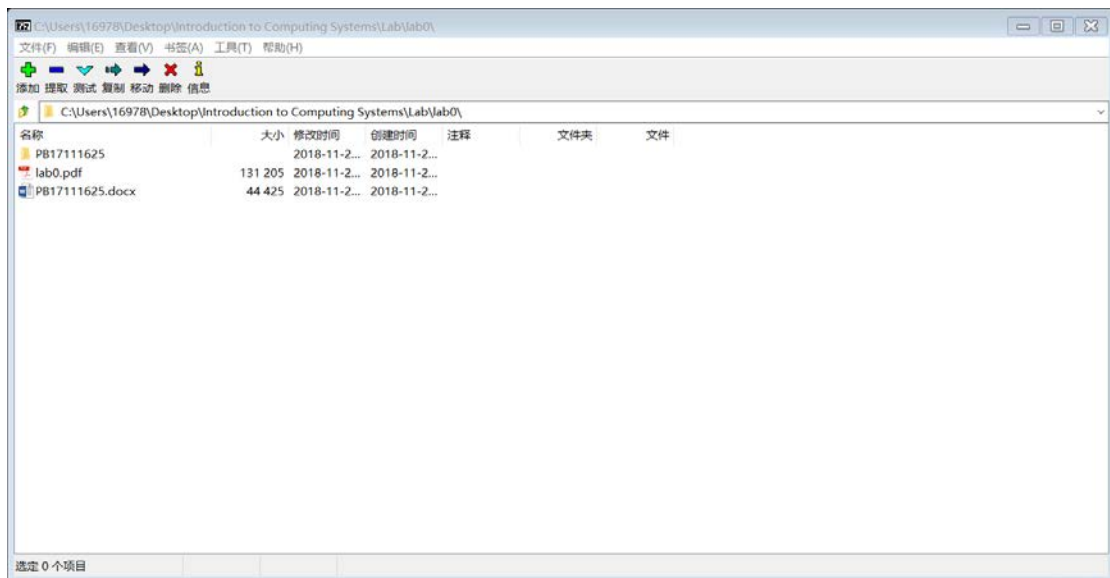 7z C:\Users\16978\Desktop\Introduction to Computing Systems\Lab\lab0\
文件(F) 编辑(E) 查看(V) 书签(A) 工具(T) 帮助(H)
添加 提取 测试 复制 移动 删除 信息
C:\Users\16978\Desktop\Introduction to Computing Systems\Lab\lab0\
名称 大小 修改时间 创建时间 注释 文件夹 文件
PB17111625 2018-11-2... 2018-11-2...
lab0.pdf 131 205 2018-11-2... 2018-11-2...
PB17111625.docx 44 425 2018-11-2... 2018-11-2...
选定 0 个项目